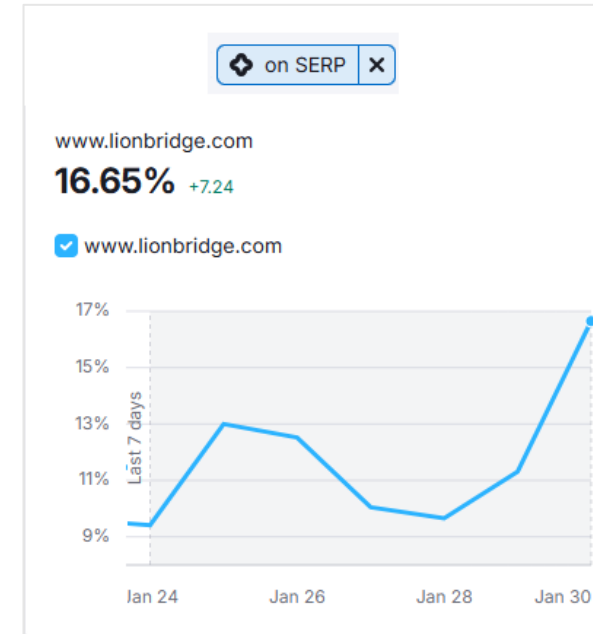 on SERP
www.lionbridge.com
16.65% +7.24
www.lionbridge.com
17%
15%
13%
11%
9%
Last 7 days
Jan 24 Jan 26 Jan 28 Jan 30